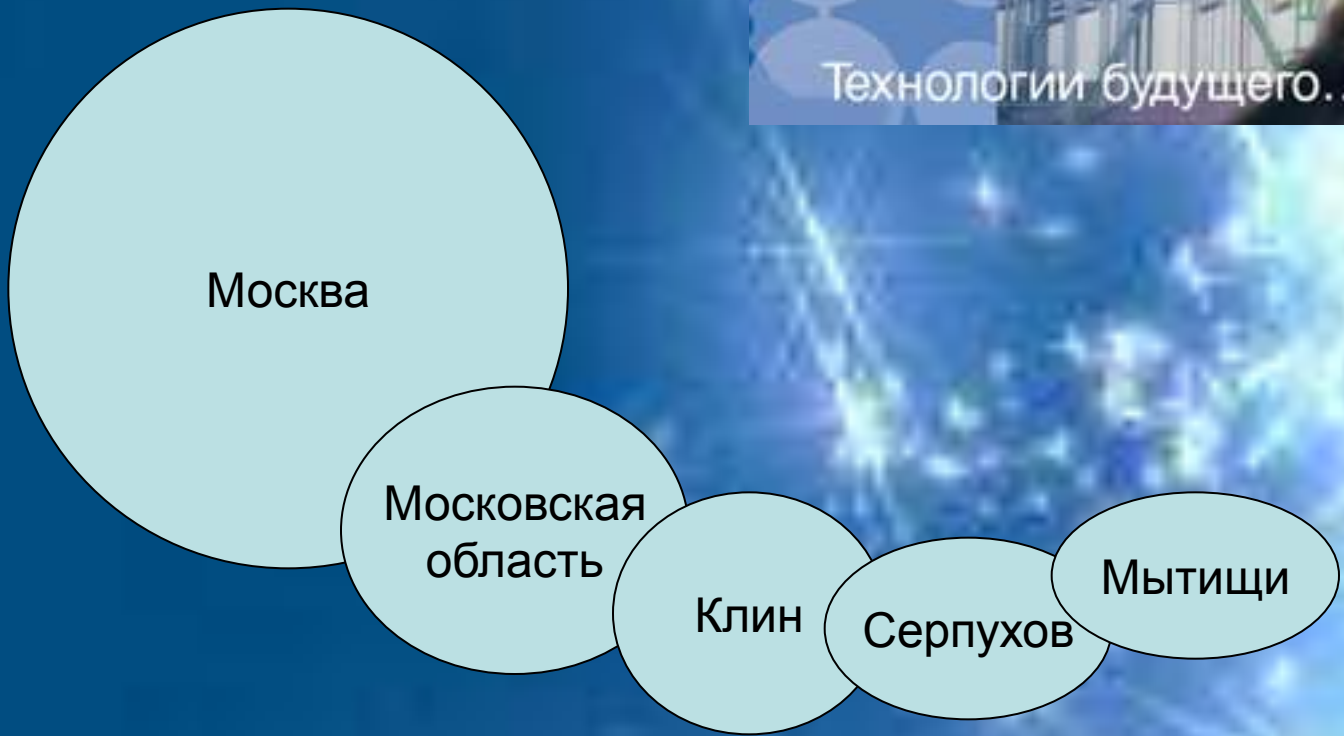 Технологии будущего..
Москва
Московская
область
Клин
Серпухов
Мытищи